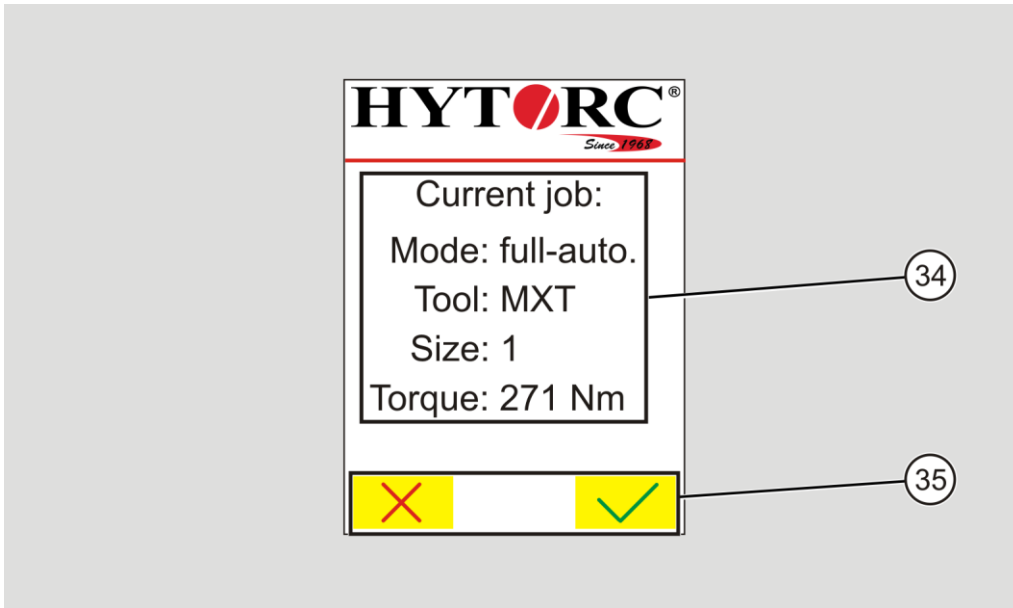 HYTORC®
Since 1968
Current job:
Mode: full-auto.
Tool: MXT
Size: 1
Torque: 271 Nm
34
35